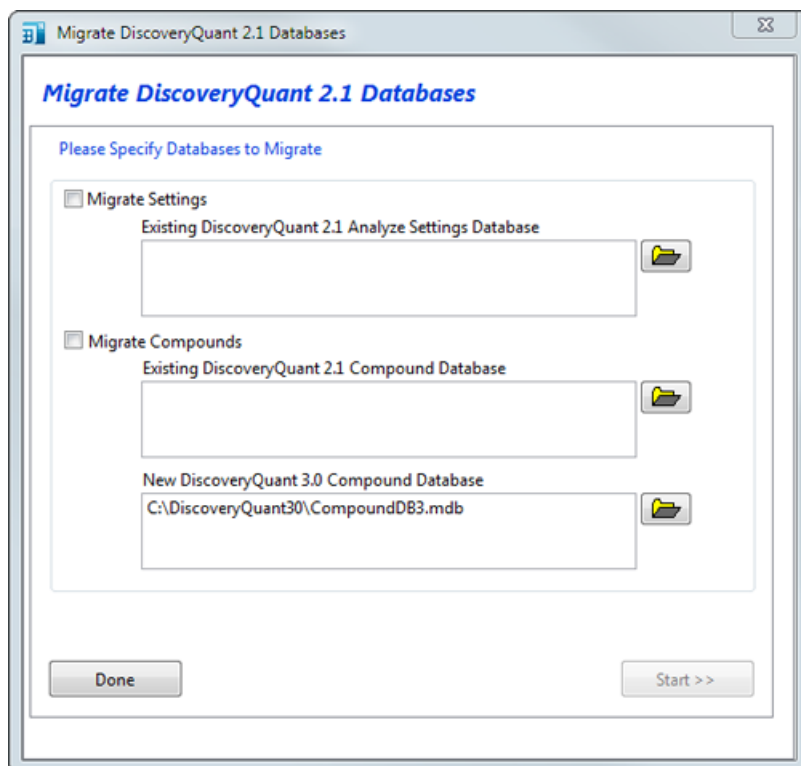 Migrate DiscoveryQuant 2.1 Databases
Migrate DiscoveryQuant 2.1 Databases
Please Specify Databases to Migrate
Migrate Settings
Existing DiscoveryQuant 2.1 Analyze Settings Database
Migrate Compounds
Existing DiscoveryQuant 2.1 Compound Database
New DiscoveryQuant 3.0 Compound Database
C:\DiscoveryQuant30\CompoundDB3.mdb
Done
Start >>